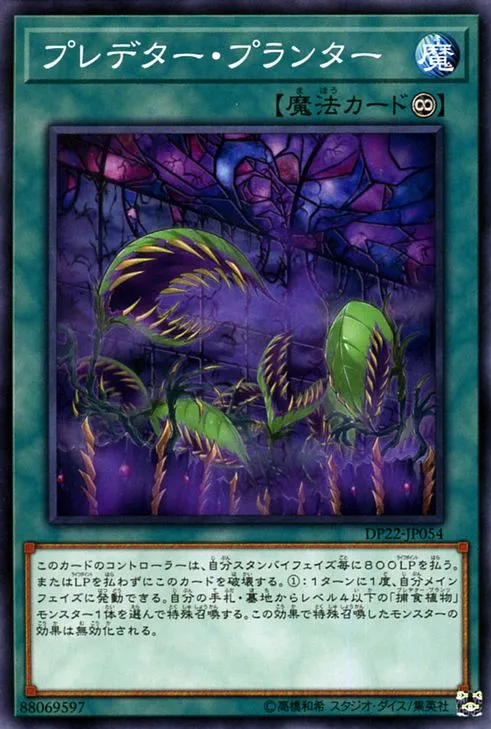 プレデター・プランター
魔
【魔法カード∞】
DP22-JP054
このカードのコントローラーは、自分スタンバイフェイズ毎に800LPを払う。
またはLPを払わずにこのカードを破壊する。①：1ターンに1度、自分メイン
フェイズに発動できる。自分の手札・墓地からレベル4以下の「捕食植物」
モンスター1体を選んで特殊召喚する。この効果で特殊召喚したモンスターの
効果は無効化される。
88069597
©高橋和希 スタジオ・ダイス/集英社